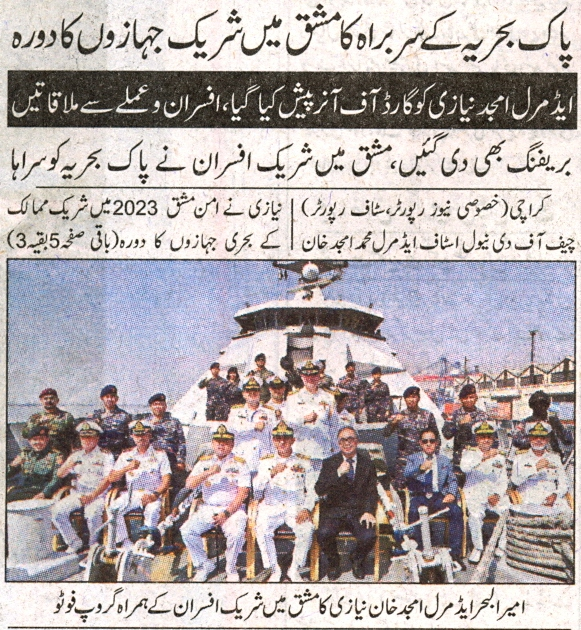 پاک بحریہ کے سربراہ کا مشق میں شریک جہازوں کا دورہ
ایڈمرل امجد نیازی کو گارڈ آف آنر پیش کیا گیا، افسران و عملے سے ملاقاتیں
بریفنگ بھی دی گئیں، مشق میں شریک افسران نے پاک بحریہ کو سراہا
کراچی (خصوصی نیوز رپورٹر، سٹاف رپورٹر)
چیف آف دی نیول اسٹاف ایڈمرل محمد امجد خان
نیازی نے امن مشق 2023 میں شریک ممالک
کے بحری جہازوں کا دورہ (باقی صفحہ 5 بقیہ 3)
امیر البحر ایڈمرل امجد خان نیازی کا مشق میں شریک افسران کے ہمراہ گروپ فوٹو